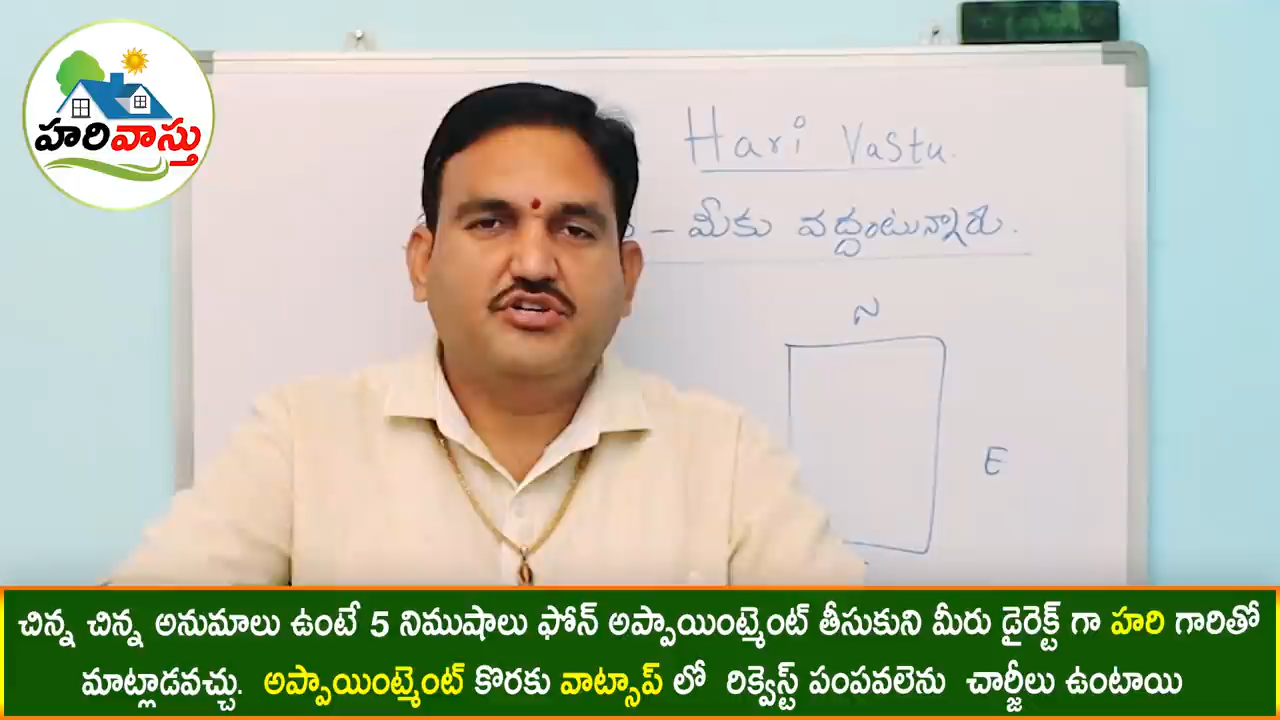 హరివాస్తు
Hari Vastu.
– మీకు వద్దంటున్నారు.
N
E
చిన్న చిన్న అనుమాలు ఉంటే 5 నిముషాలు ఫోన్ అప్పాయింట్మెంట్ తీసుకుని మీరు డైరెక్ట్ గా హరి గారితో
మాట్లాడవచ్చు. అప్పాయింట్మెంట్ కొరకు వాట్సాప్ లో రిక్వెస్ట్ పంపవలెను చార్జీలు ఉంటాయి